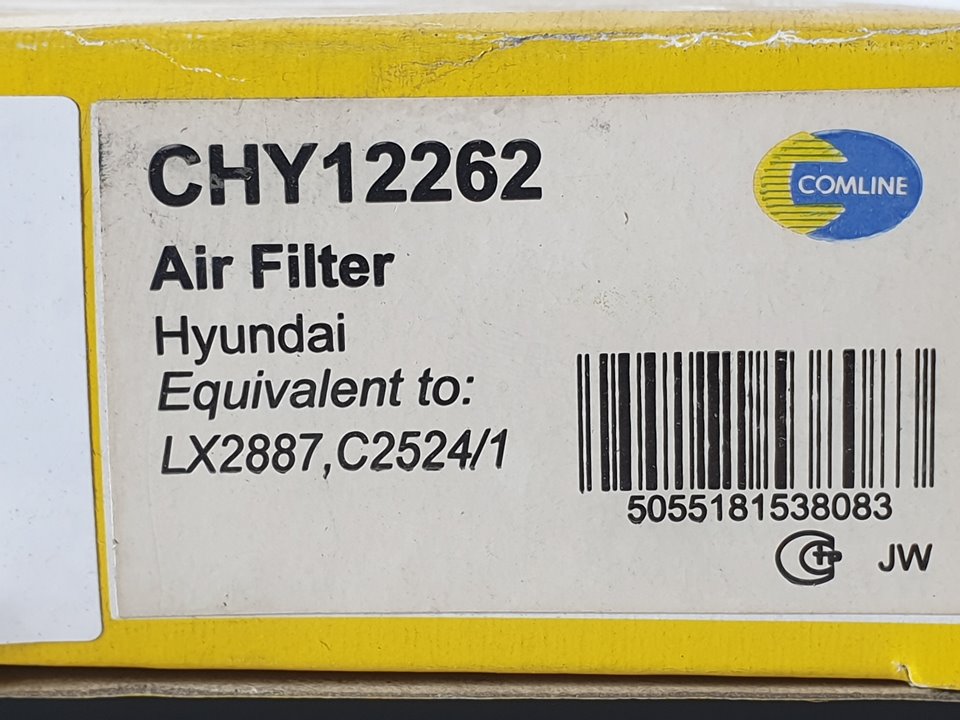 CHY12262
COMLINE
Air Filter
Hyundai
Equivalent to:
LX2887,C2524/1
5055181538083
JW